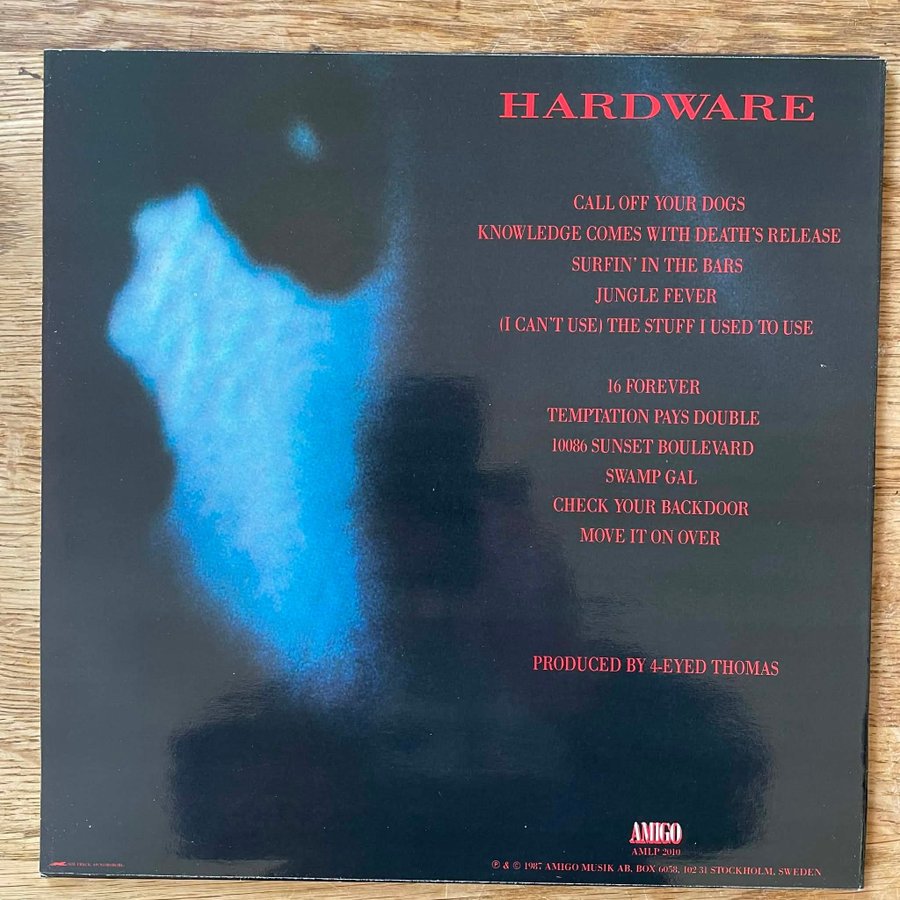 HARDWARE
CALL OFF YOUR DOGS
KNOWLEDGE COMES WITH DEATH'S RELEASE
SURFIN' IN THE BARS
JUNGLE FEVER
(I CAN'T USE) THE STUFF I USED TO USE
16 FOREVER
TEMPTATION PAYS DOUBLE
10086 SUNSET BOULEVARD
SWAMP GAL
CHECK YOUR BACKDOOR
MOVE IT ON OVER
PRODUCED BY 4-EYED THOMAS
AMIGO
AMLP 2010
℗ & © 1987 AMIGO MUSIK AB, BOX 6058, 102 31 STOCKHOLM, SWEDEN